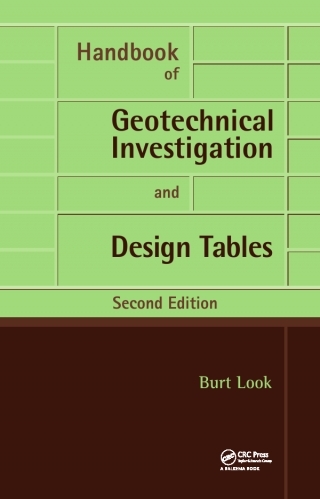 Handbook
of
Geotechnical
Investigation
and
Design Tables
Second Edition
Burt Look
CRC Press
Taylor & Francis Group
A BALKEMA BOOK